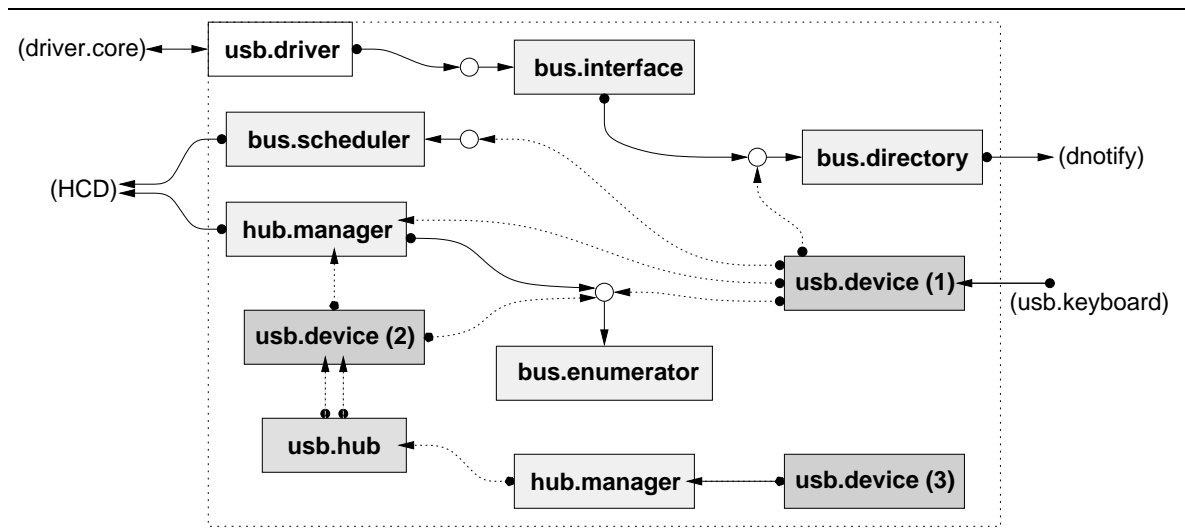 (driver.core)
usb.driver
bus.interface
bus.scheduler
bus.directory
(dnotify)
(HCD)
hub.manager
usb.device (1)
(usb.keyboard)
usb.device (2)
bus.enumerator
usb.hub
hub.manager
usb.device (3)